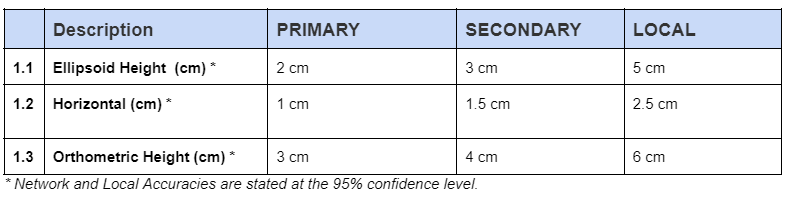 Description PRIMARY SECONDARY LOCAL
1.1 Ellipsoid Height (cm) * 2 cm 3 cm 5 cm
1.2 Horizontal (cm) * 1 cm 1.5 cm 2.5 cm
1.3 Orthometric Height (cm) * 3 cm 4 cm 6 cm
* Network and Local Accuracies are stated at the 95% confidence level.